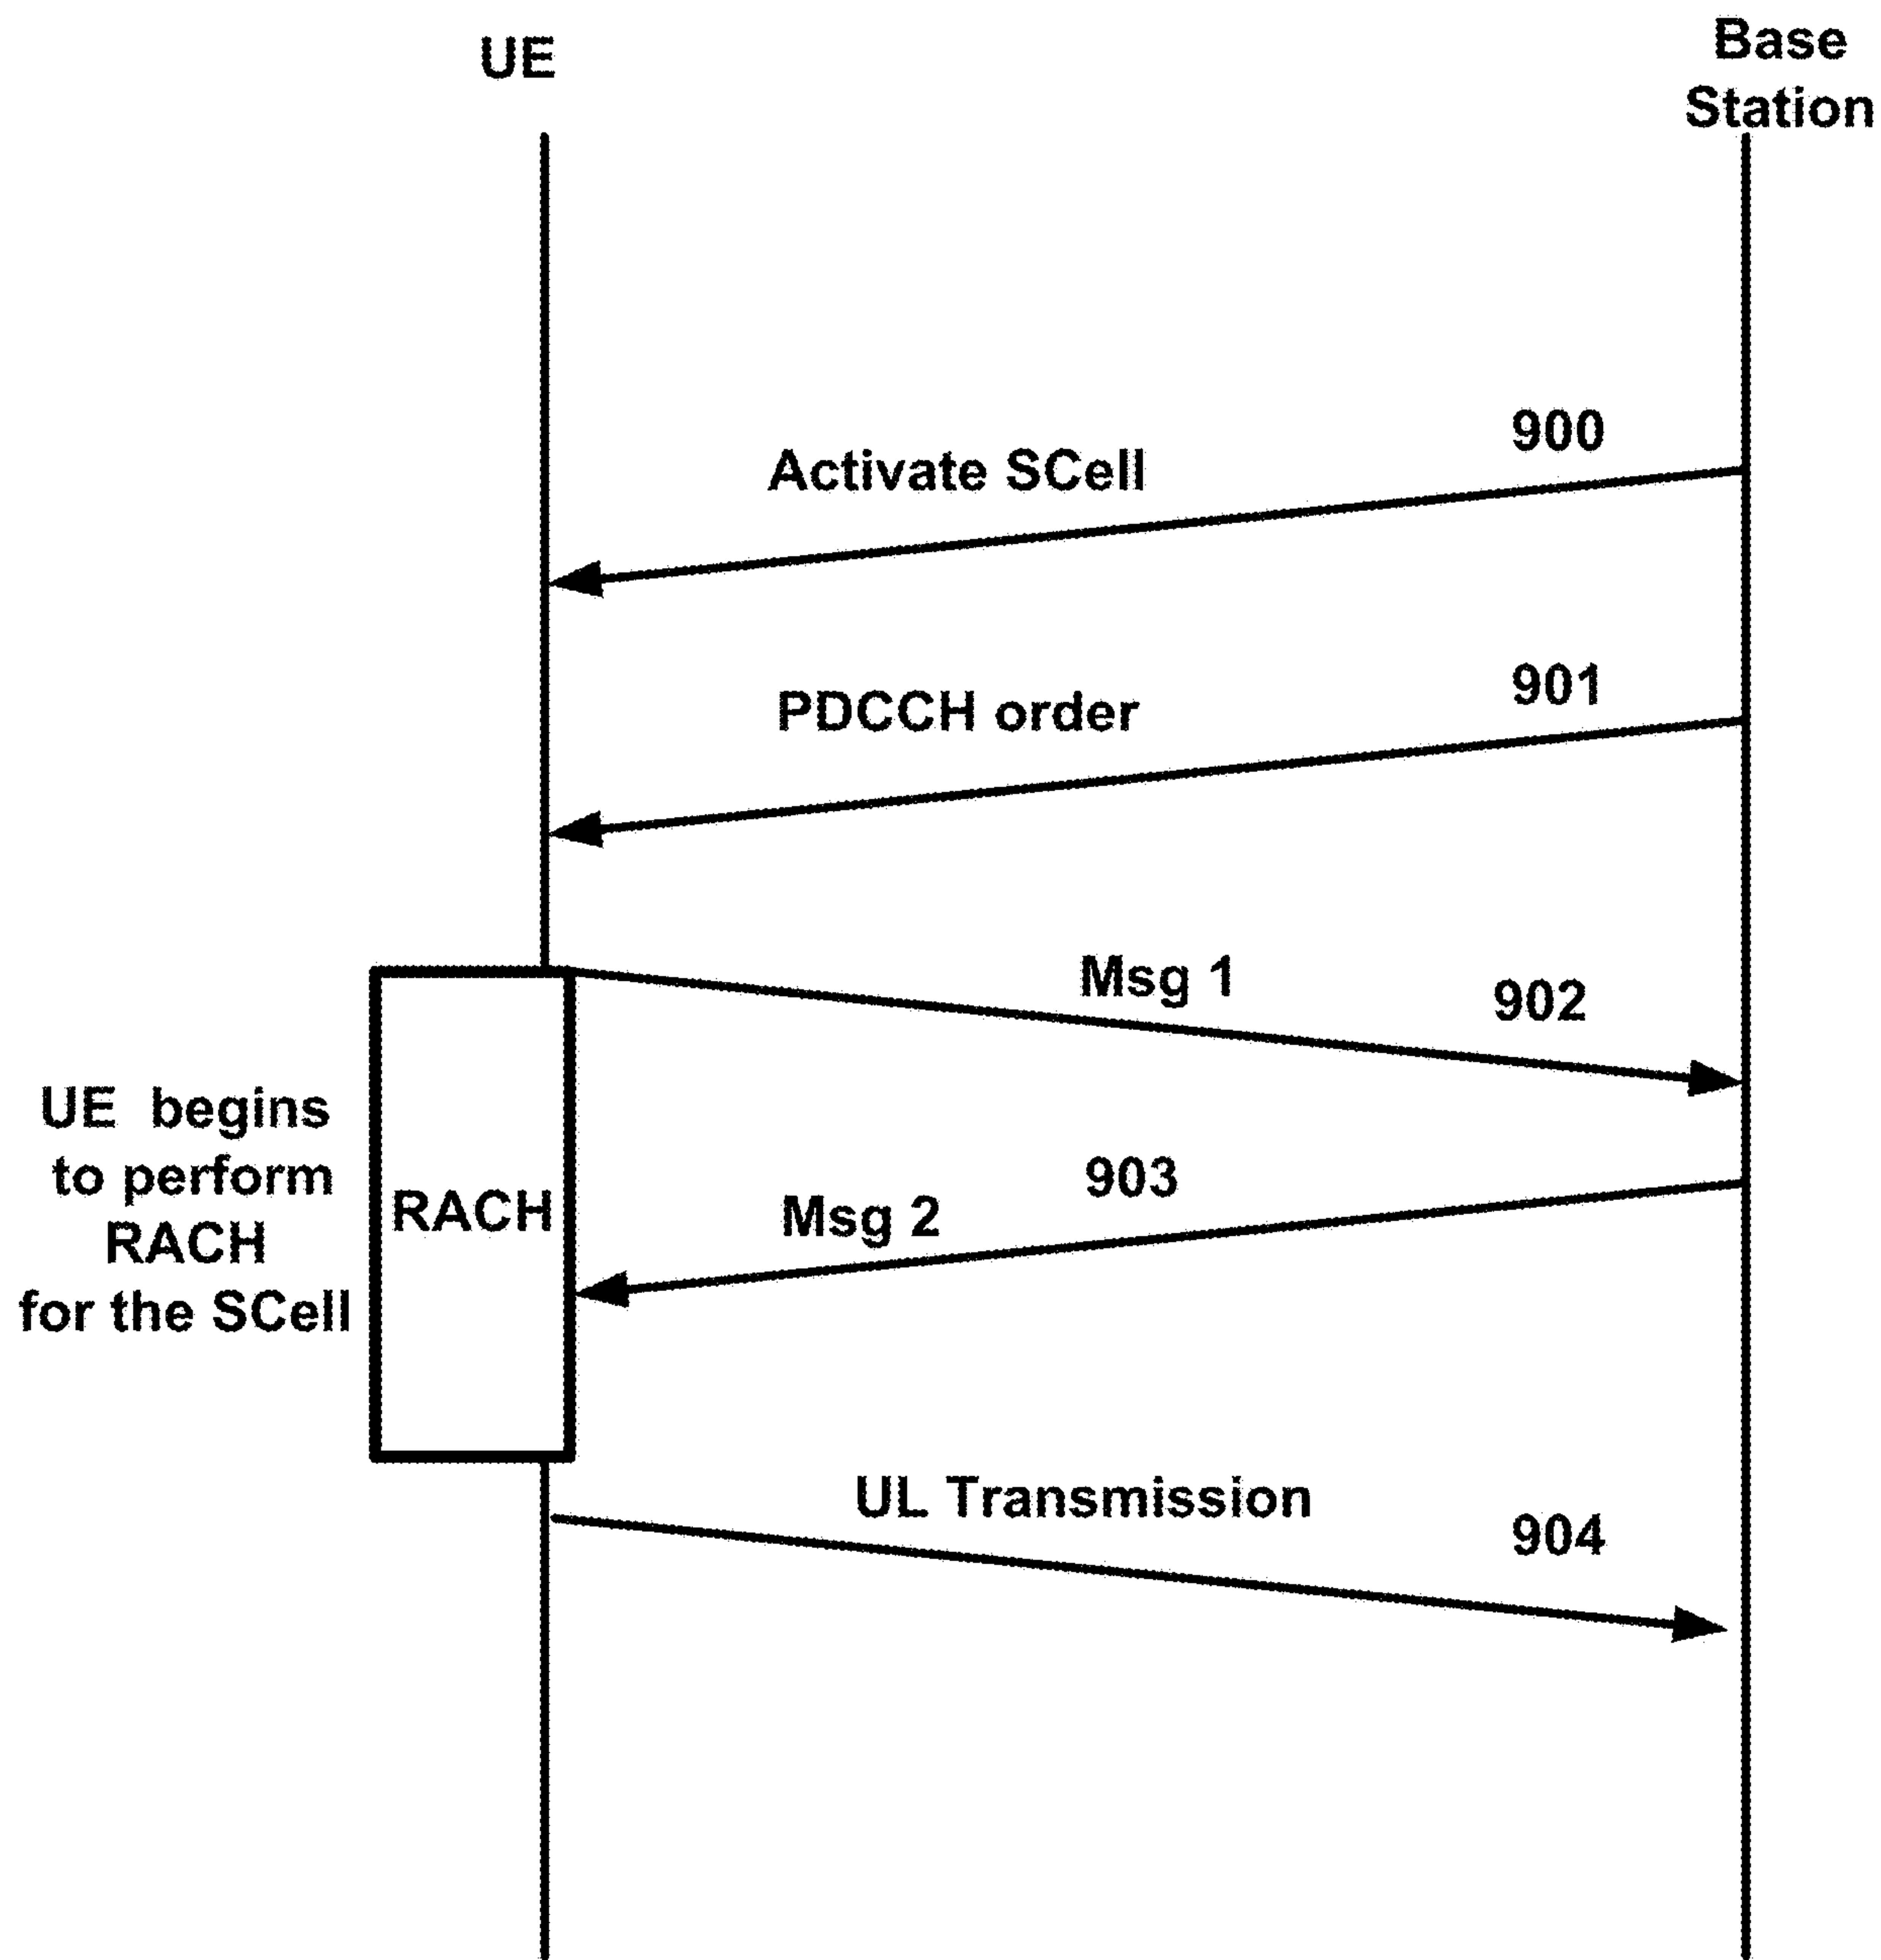 UE
Base
Station
900
Activate SCell
901
PDCCH order
Msg 1
902
UE begins
to perform
RACH
for the SCell
RACH
903
Msg 2
UL Transmission
904